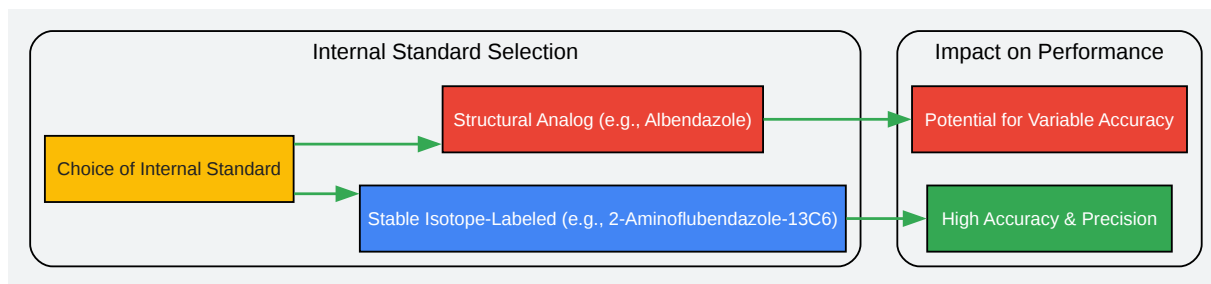 Internal Standard Selection
Impact on Performance
Structural Analog (e.g., Albendazole)
Potential for Variable Accuracy
Choice of Internal Standard
Stable Isotope-Labeled (e.g., 2-Aminoflubendazole-13C6)
High Accuracy & Precision